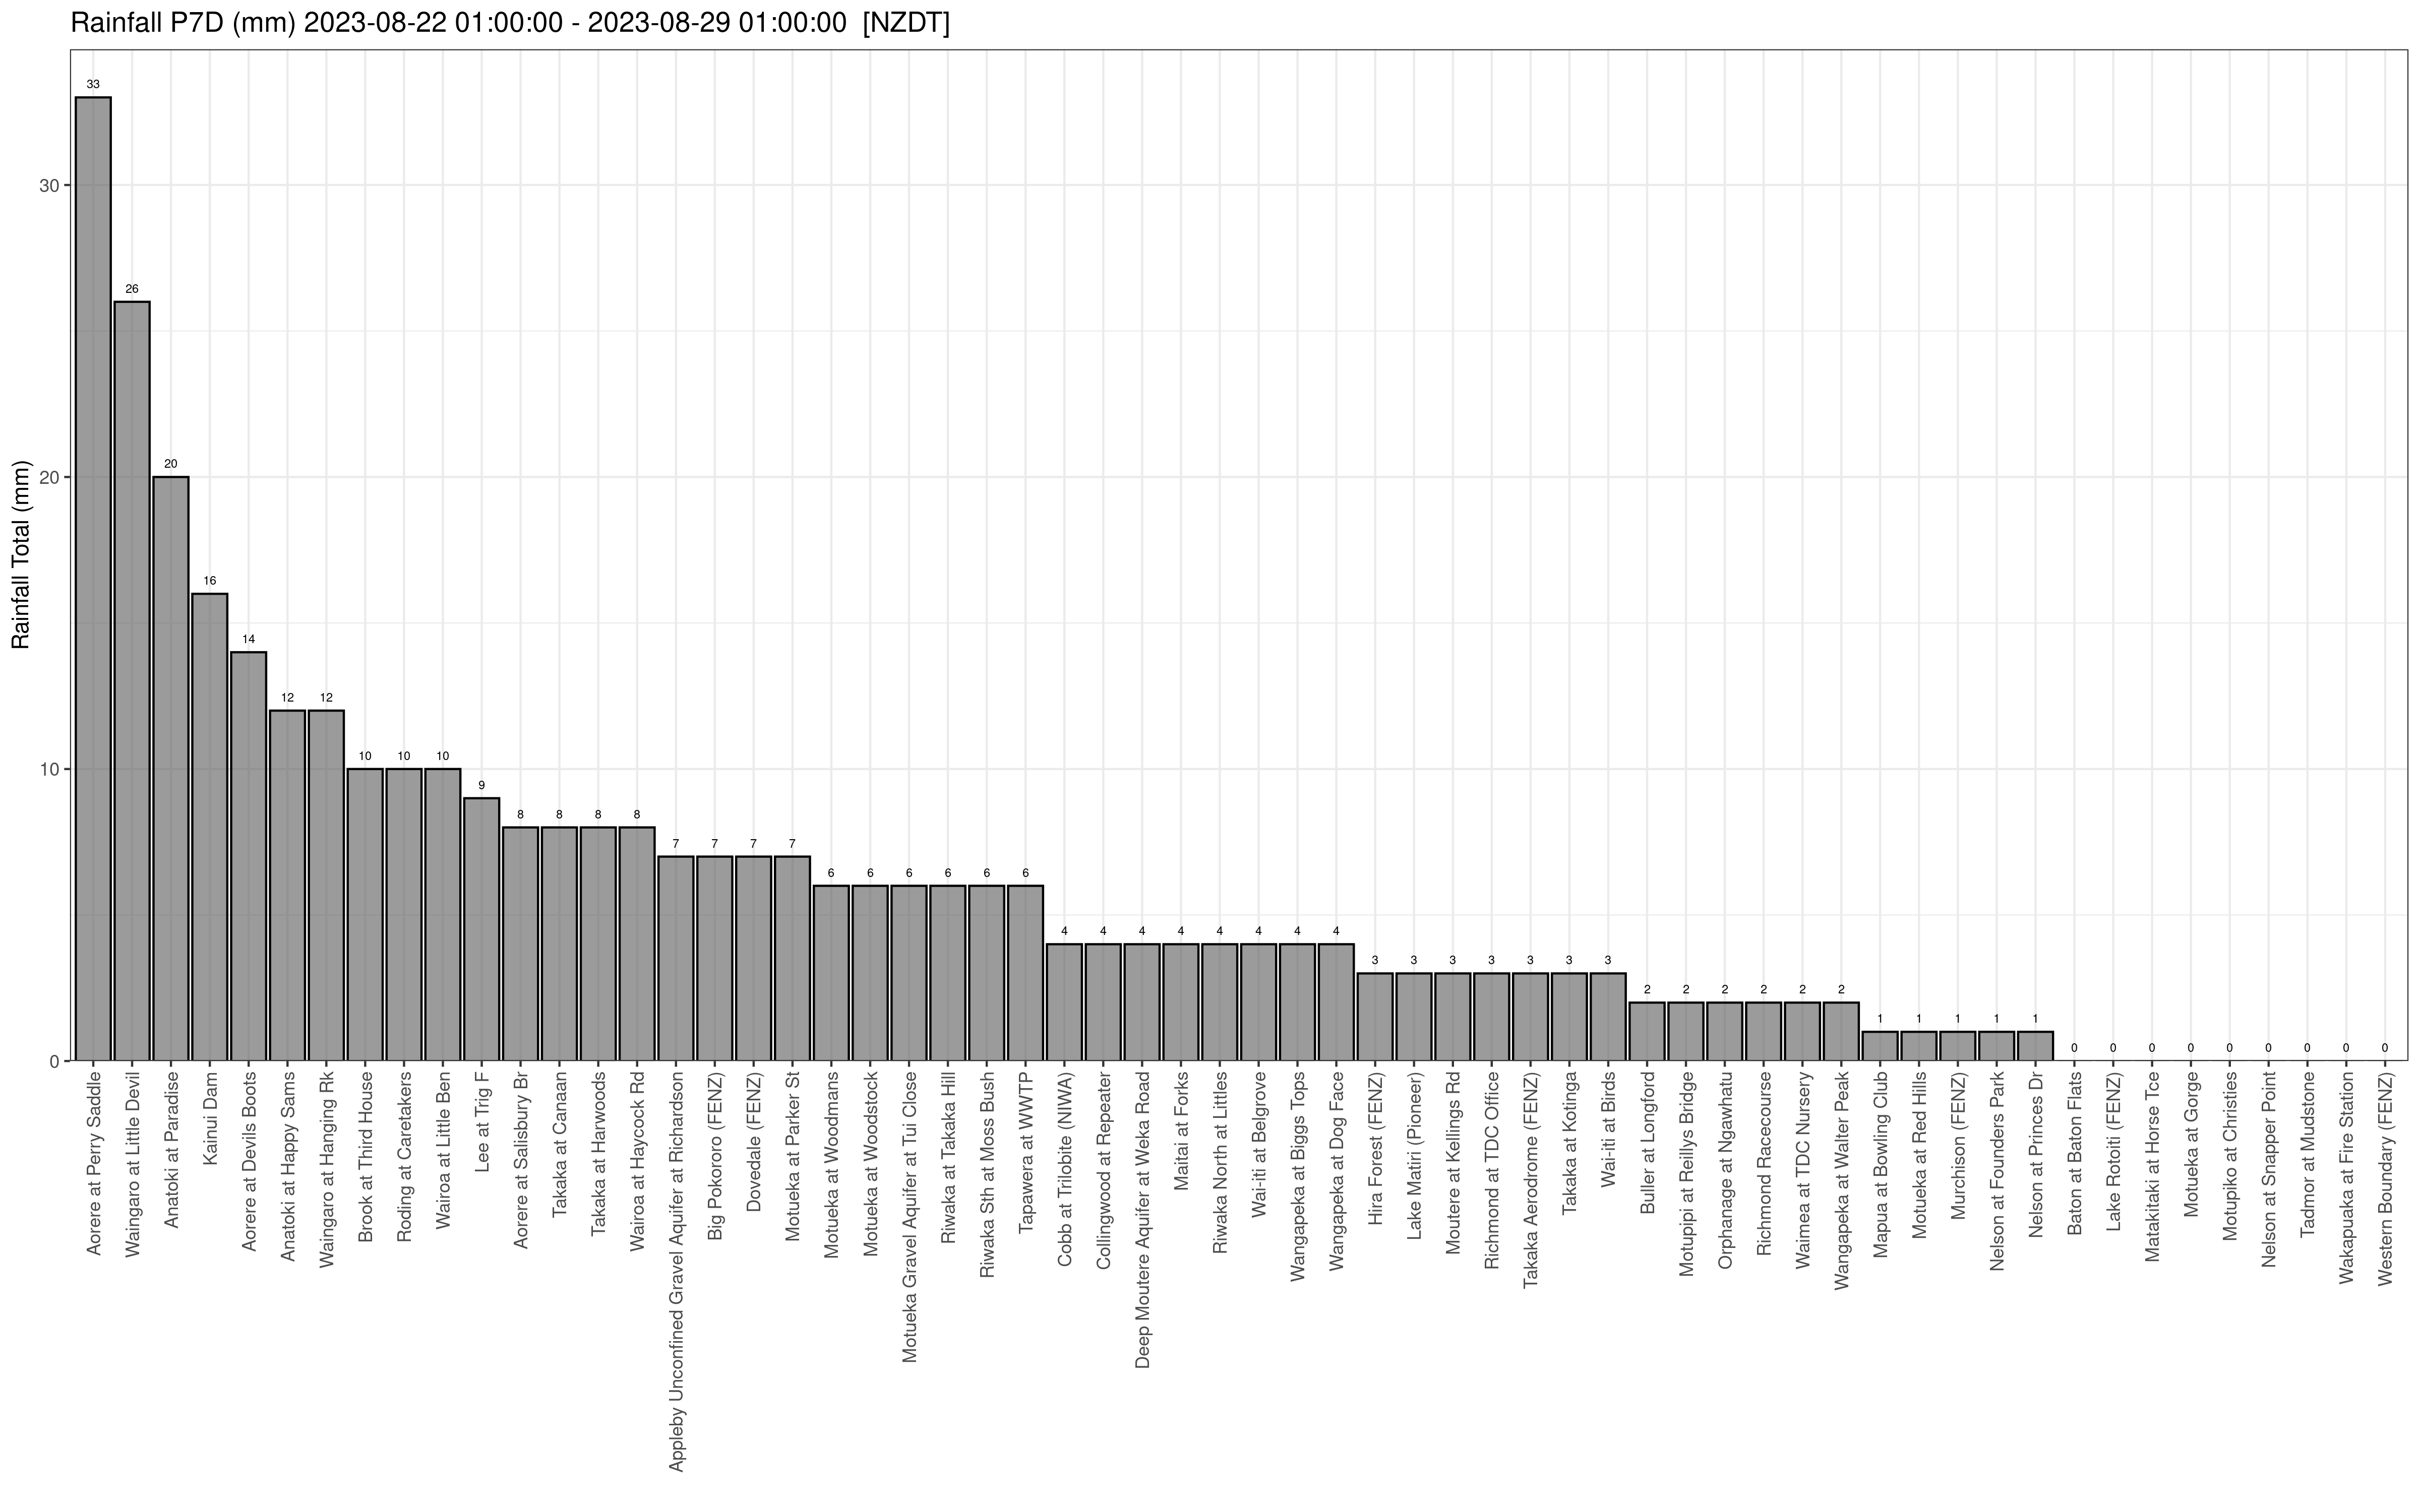 Rainfall P7D (mm) 2023-08-22 01:00:00 - 2023-08-29 01:00:00 [NZDT]
Rainfall Total (mm)
30
20
10
0
33
26
20
16
14
12
12
10
10
10
9
8
8
8
8
7
7
7
7
6
6
6
6
6
6
4
4
4
4
4
4
4
4
3
3
3
3
3
3
3
2
2
2
2
2
2
1
1
1
1
1
0
0
0
0
0
0
0
0
0
Aorere at Perry Saddle
Waingaro at Little Devil
Anatoki at Paradise
Kainui Dam
Aorere at Devils Boots
Anatoki at Happy Sams
Waingaro at Hanging Rk
Brook at Third House
Roding at Caretakers
Wairoa at Little Ben
Lee at Trig F
Aorere at Salisbury Br
Takaka at Canaan
Takaka at Harwoods
Wairoa at Haycock Rd
Appleby Unconfined Gravel Aquifer at Richardson
Big Pokororo (FENZ)
Dovedale (FENZ)
Motueka at Parker St
Motueka at Woodmans
Motueka at Woodstock
Motueka Gravel Aquifer at Tui Close
Riwaka at Takaka Hill
Riwaka Sth at Moss Bush
Tapawera at WWTP
Cobb at Trilobite (NIWA)
Collingwood at Repeater
Deep Moutere Aquifer at Weka Road
Maitai at Forks
Riwaka North at Littles
Wai-iti at Belgrove
Wangapeka at Biggs Tops
Wangapeka at Dog Face
Hira Forest (FENZ)
Lake Matiri (Pioneer)
Moutere at Kellings Rd
Richmond at TDC Office
Takaka Aerodrome (FENZ)
Takaka at Kotinga
Wai-iti at Birds
Buller at Longford
Motupipi at Reillys Bridge
Orphanage at Ngawhatu
Richmond Racecourse
Waimea at TDC Nursery
Wangapeka at Walter Peak
Mapua at Bowling Club
Motueka at Red Hills
Murchison (FENZ)
Nelson at Founders Park
Nelson at Princes Dr
Baton at Baton Flats
Lake Rotoiti (FENZ)
Matakitaki at Horse Tce
Motueka at Gorge
Motupiko at Christies
Nelson at Snapper Point
Tadmor at Mudstone
Wakapuaka at Fire Station
Western Boundary (FENZ)